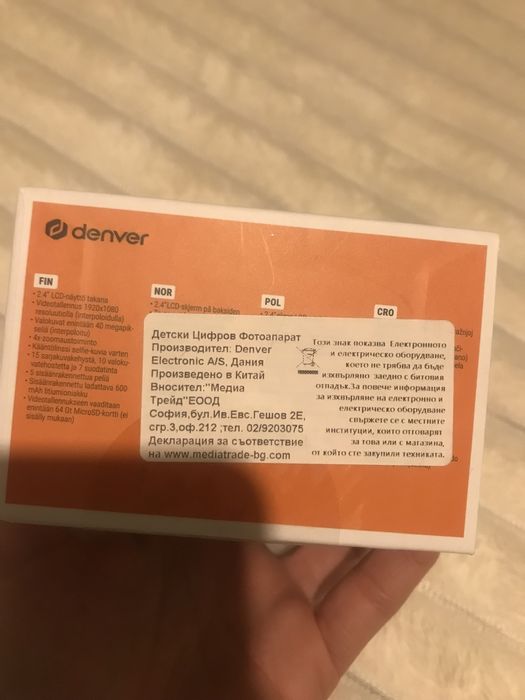 denver
FIN
• 2.4" LCD-näyttö takana
• Videotallennus 1920x1080
resoluutiolla (interpoloidulla)
• Valokuvat enintään 40 megapik-
seliä (interpoloitu)
• 4x zoomaustoiminto
• Kääntölinssi selfie-kuvia varten
• 15 sarjakuvakehystä, 10 valoku-
vatehostetta ja 7 suodatinta
• 5 sisäänrakennettua peliä
• Sisäänrakennettu ladattava 600
mAh litiumioniakku
• Videotallennukseen vaaditaan
enintään 64 Gt MicroSD-kortti (ei
sisälly mukaan)
NOR
• 2.4"LCD-skjerm på baksiden
POL
CRO
Детски Цифров Фотоапарат
Производител: Denver
Electronic A/S, Дания
Произведено в Китай
Вносител:"Медиа
Трейд"ЕООД
София,бул.Ив.Евс.Гешов 2Е,
сгр.3,оф.212 ;тел. 02/9203075
Декларация за съответствие
на www.mediatrade-bg.com
Този знак показва Електронното
и електрическо оборудване,
което не трябва да бъде
изхвърляно заедно с битовия
отпадък.За повече информация
за изхвърляне на електронно и
електрическо оборудване
свържете се с местните
институции, които отговарят
за това или с магазина,
от който сте закупили техниката.